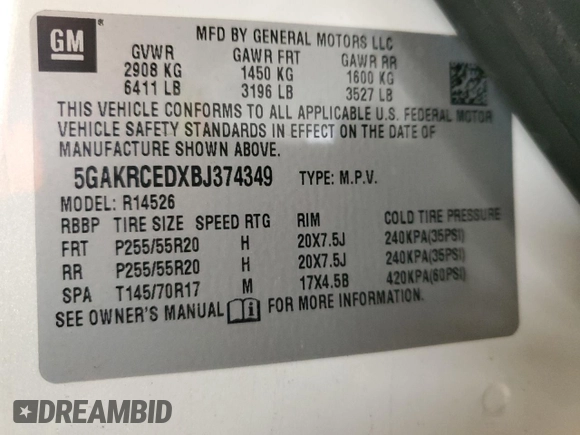 GM
MFD BY GENERAL MOTORS LLC
GVWR GAWR FRT GAWR RR
2908 KG 1450 KG 1600 KG
6411 LB 3196 LB 3527 LB
THIS VEHICLE CONFORMS TO ALL APPLICABLE U.S. FEDERAL MOTOR
VEHICLE SAFETY STANDARDS IN EFFECT ON THE DATE OF
MANUFACTURE SHOWN ABOVE.
5GAKRCEDXBJ374349 TYPE: M.P.V.
MODEL: R14526
RBBP TIRE SIZE SPEED RTG RIM COLD TIRE PRESSURE
FRT P255/55R20 H 20X7.5J 240KPA(35PSI)
RR P255/55R20 H 20X7.5J 240KPA(35PSI)
SPA T145/70R17 M 17X4.5B 420KPA(60PSI)
SEE OWNER'S MANUAL FOR MORE INFORMATION.
DREAMBID